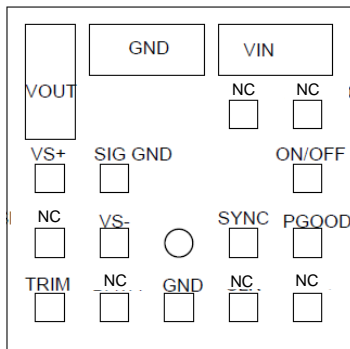 GND
VIN
VOUT
NC NC
VS+ SIG GND ON/OFF
NC VS- SYNC PGOOD
TRIM NC GND NC NC